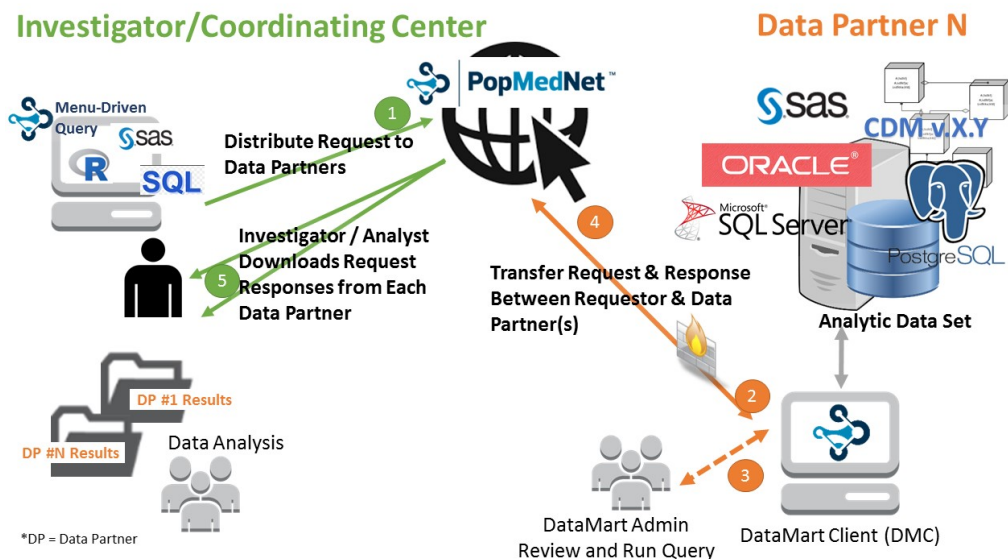 Investigator/Coordinating Center
Data Partner N
PopMedNet™
Menu-Driven
Query
sas
R
SQL
1
Distribute Request to
Data Partners
Investigator / Analyst
Downloads Request
Responses from Each
Data Partner
5
4
Transfer Request & Response
Between Requestor & Data
Partner(s)
sas
CDM v.X.Y
ORACLE®
Microsoft®
SQL Server
PostgreSQL
Analytic Data Set
DP #1 Results
DP #N Results
Data Analysis
2
3
DataMart Admin
Review and Run Query
DataMart Client (DMC)
*DP = Data Partner